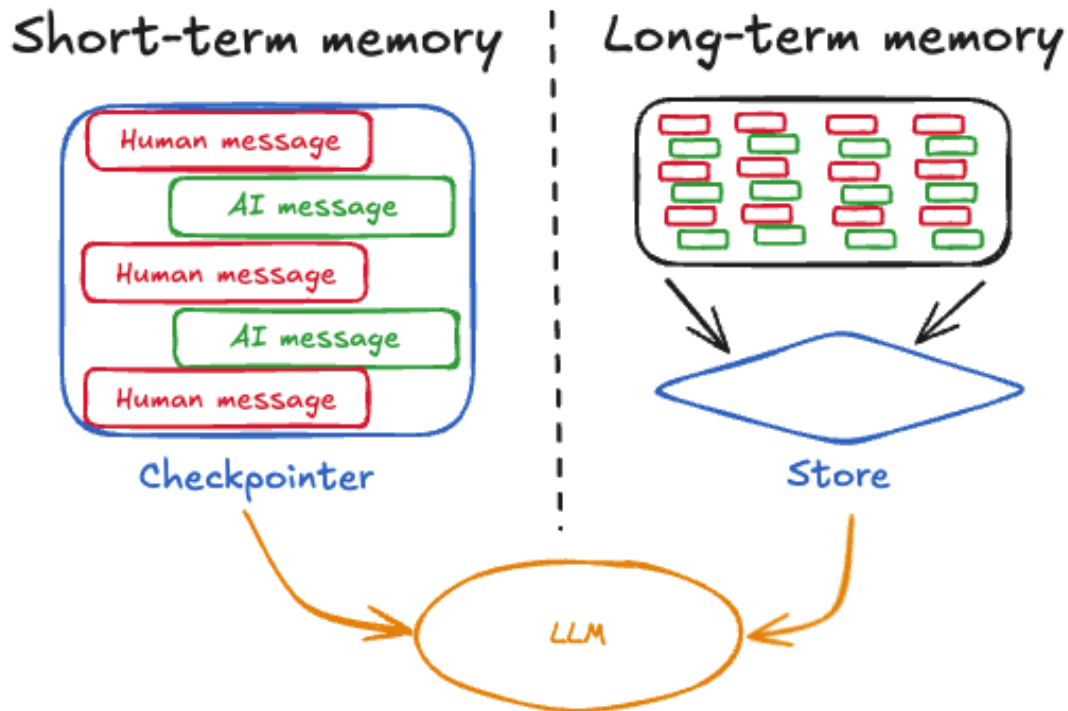 Short-term memory
Long-term memory
Human message
AI message
Human message
AI message
Human message
Checkpointer
Store
LLM